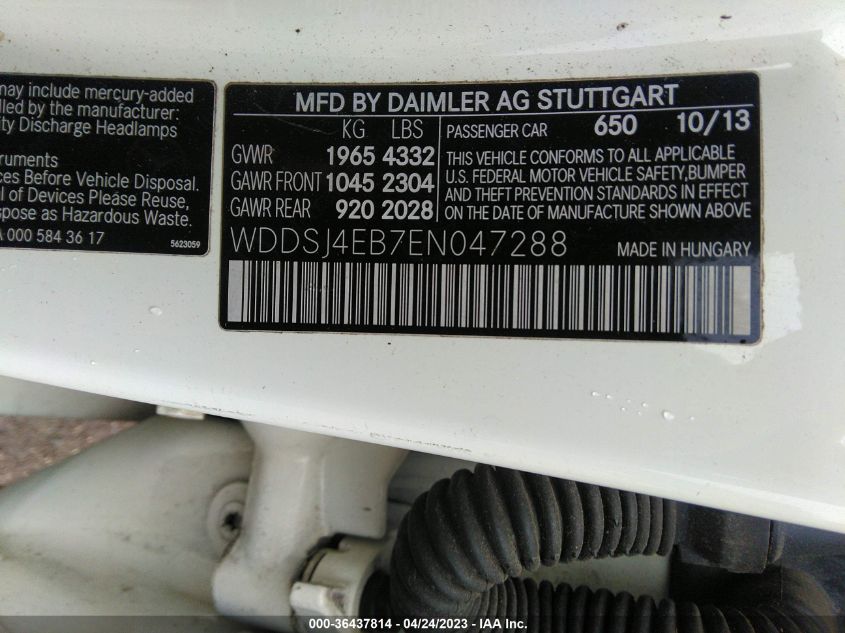 may include mercury-added
lled by the manufacturer:
ity Discharge Headlamps
truments
ces Before Vehicle Disposal.
l of Devices Please Reuse,
spose as Hazardous Waste.
A 000 584 36 17
5623059
MFD BY DAIMLER AG STUTTGART
KG LBS
GVWR 1965 4332
GAWR FRONT 1045 2304
GAWR REAR 920 2028
PASSENGER CAR 650 10/13
THIS VEHICLE CONFORMS TO ALL APPLICABLE
U.S. FEDERAL MOTOR VEHICLE SAFETY,BUMPER
AND THEFT PREVENTION STANDARDS IN EFFECT
ON THE DATE OF MANUFACTURE SHOWN ABOVE
WDDSJ4EB7EN047288
MADE IN HUNGARY
000-36437814 - 04/24/2023 - IAA Inc.